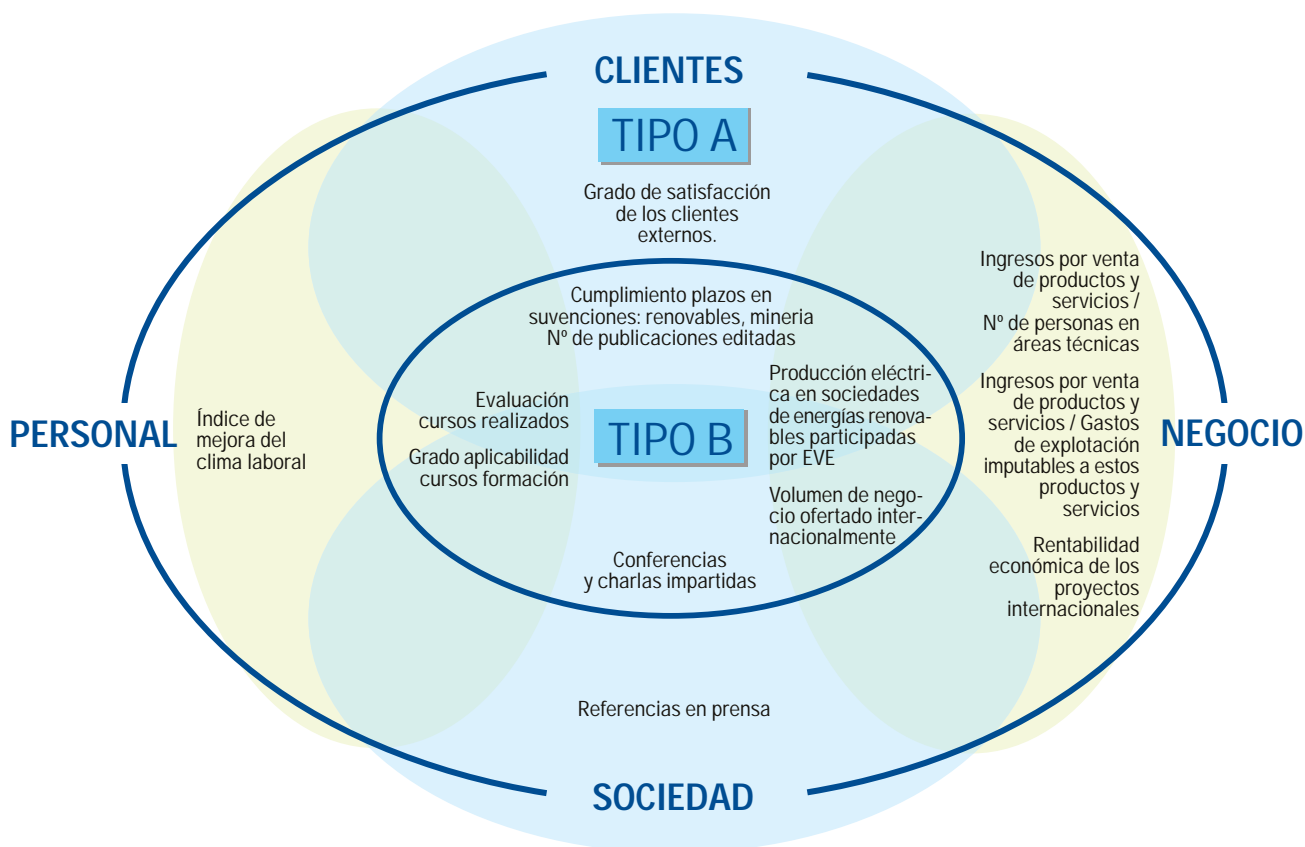 CLIENTES
TIPO A
Grado de satisfacción
de los clientes
externos.
Cumplimiento plazos en
suvenciones: renovables, mineria
Nº de publicaciones editadas
PERSONAL
Índice de
mejora del
clima laboral
Evaluación
cursos realizados
Grado aplicabilidad
cursos formación
TIPO B
Producción eléctri-
ca en sociedades
de energías renova-
bles participadas
por EVE
Volumen de nego-
cio ofertado inter-
nacionalmente
Ingresos por venta
de productos y
servicios /
Nº de personas en
áreas técnicas
Ingresos por venta
de productos y
servicios / Gastos
de explotación
imputables a estos
productos y
servicios
Rentabilidad
económica de los
proyectos
internacionales
NEGOCIO
Conferencias
y charlas impartidas
Referencias en prensa
SOCIEDAD